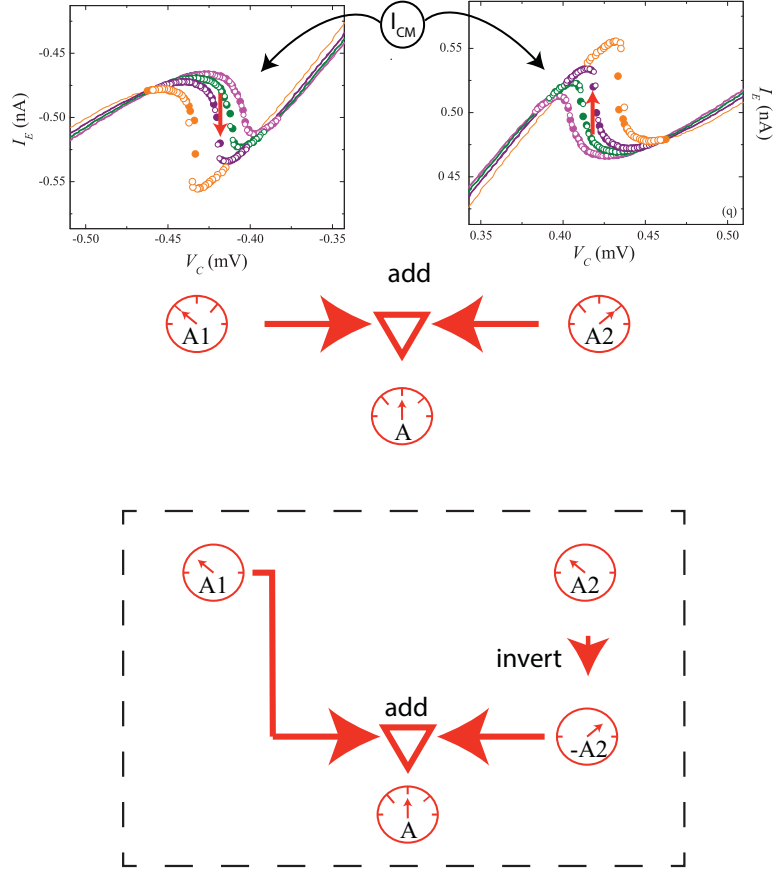 I_CM
I_E (nA)
-0.45
-0.50
-0.55
-0.50
-0.45
-0.40
-0.35
V_C (mV)
0.55
0.50
0.45
I_E (nA)
(q)
0.35
0.40
0.45
0.50
V_C (mV)
add
A1
A2
A
A1
A2
invert
add
-A2
A